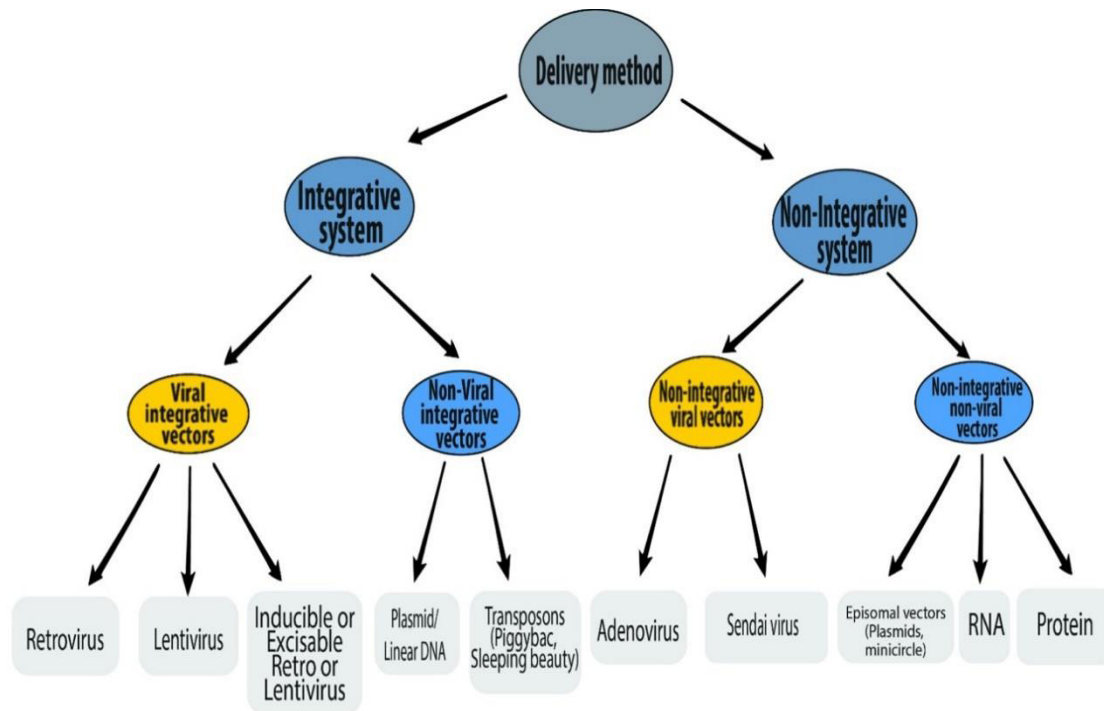 Delivery method
Integrative
system
Non-Integrative
system
Viral
integrative
vectors
Non-Viral
integrative
vectors
Non-integrative
viral vectors
Non-integrative
non-viral
vectors
Retrovirus
Lentivirus
Inducible or
Excisable
Retro or
Lentivirus
Plasmid/
Linear DNA
Transposons
(Piggybac,
Sleeping beauty)
Adenovirus
Sendai virus
Episomal vectors
(Plasmids,
minicircle)
RNA
Protein